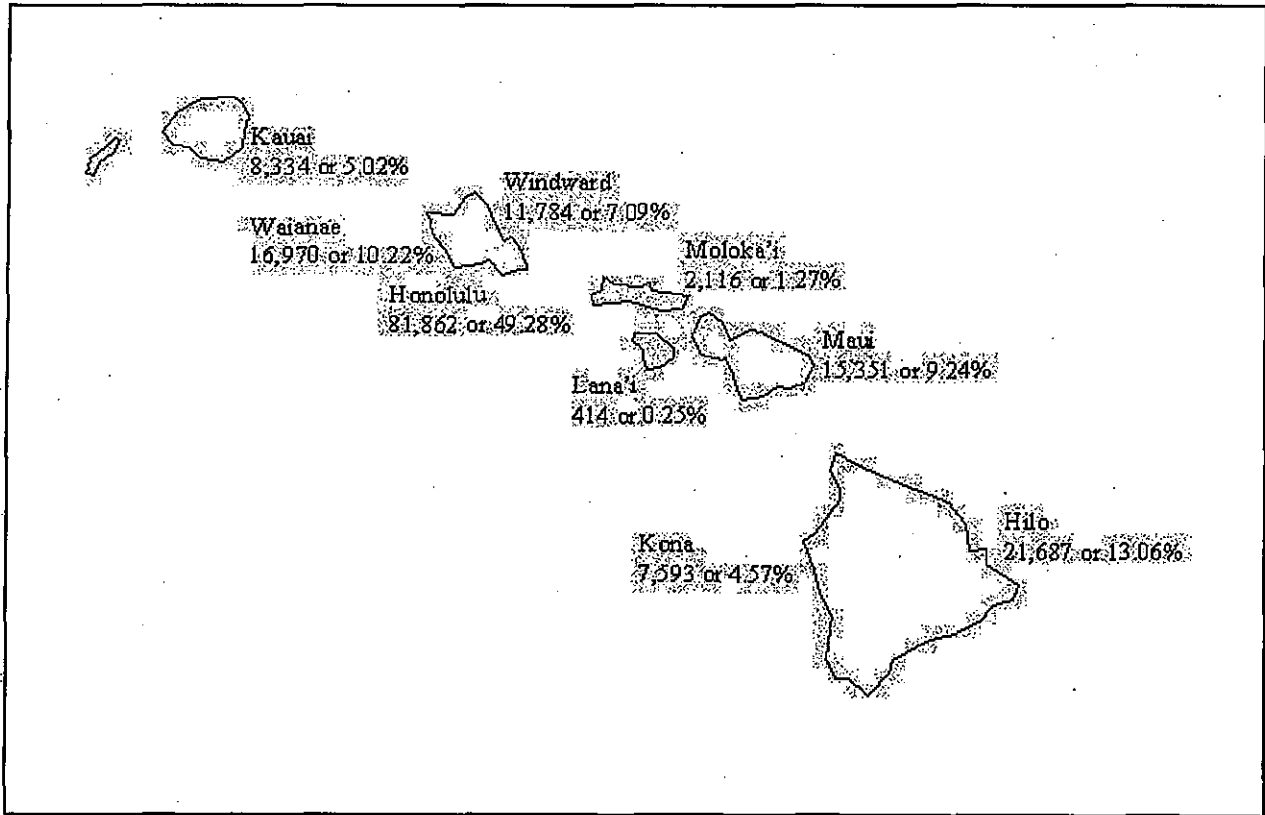 Kauai
8,334 or 5.02%
Windward
11,784 or 7.09%
Waianae
16,970 or 10.22%
Moloka'i
2,116 or 1.27%
Honolulu
81,862 or 49.28%
Maui
15,351 or 9.24%
Lana'i
414 or 0.25%
Hilo
21,687 or 13.06%
Kona
7,593 or 4.57%